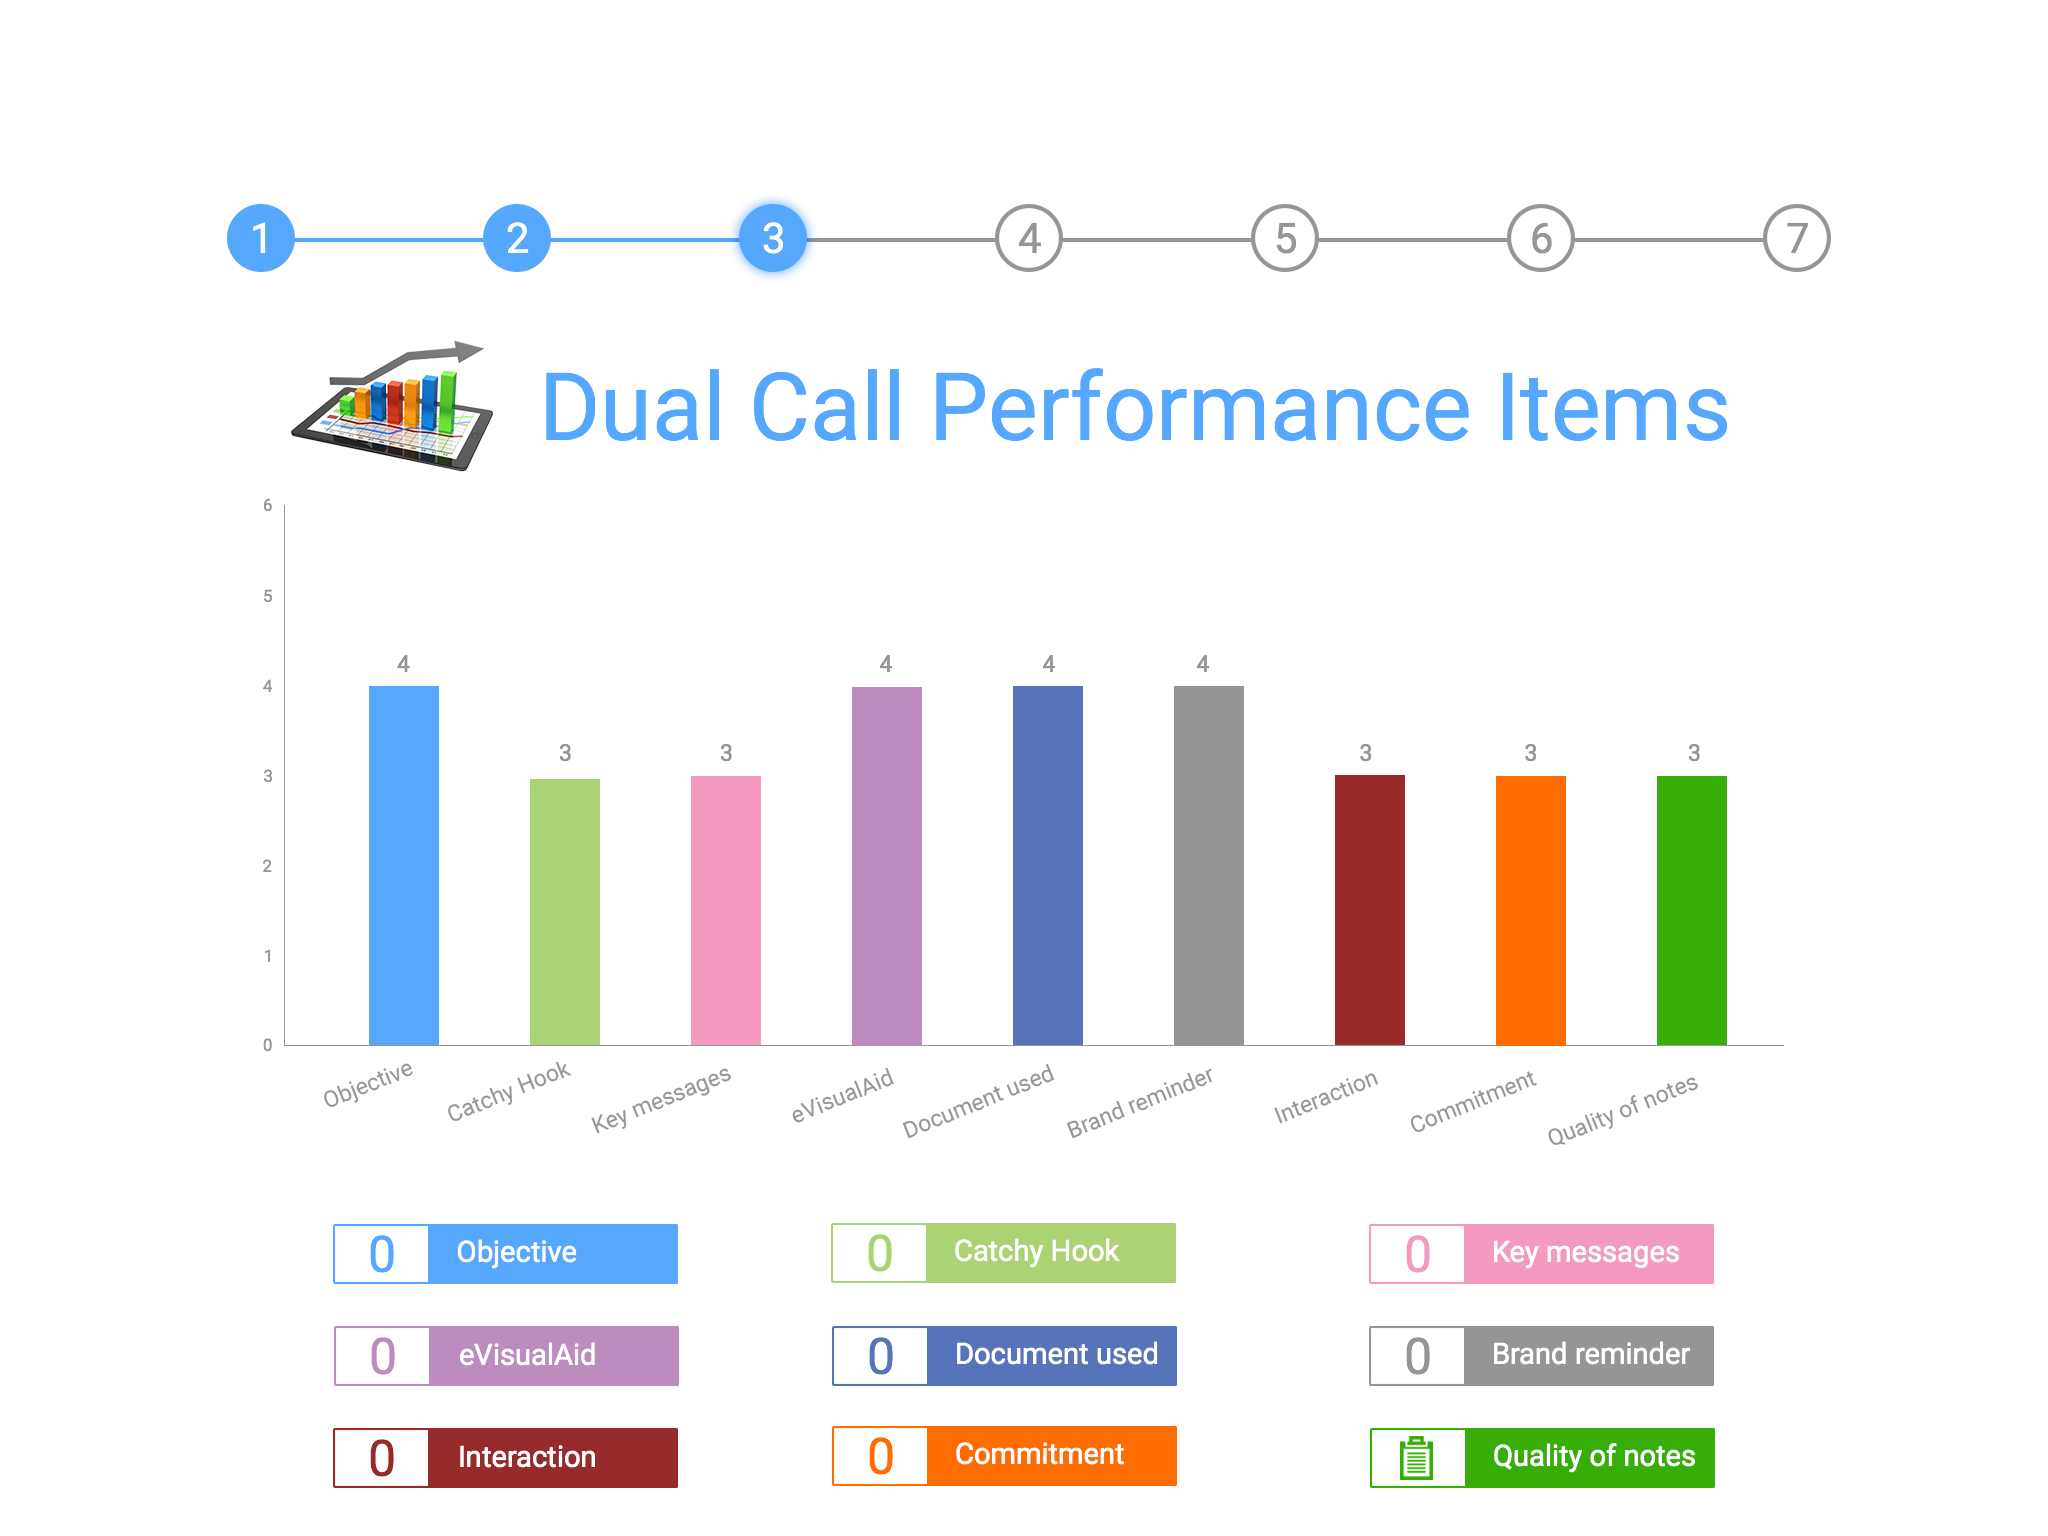 1 2 3 4 5 6 7
Dual Call Performance Items
6
5
4
3
2
1
0
4 3 3 4 4 4 3 3 3
Objective
Catchy Hook
Key messages
eVisualAid
Document used
Brand reminder
Interaction
Commitment
Quality of notes
0 Objective
0 Catchy Hook
0 Key messages
0 eVisualAid
0 Document used
0 Brand reminder
0 Interaction
0 Commitment
Quality of notes